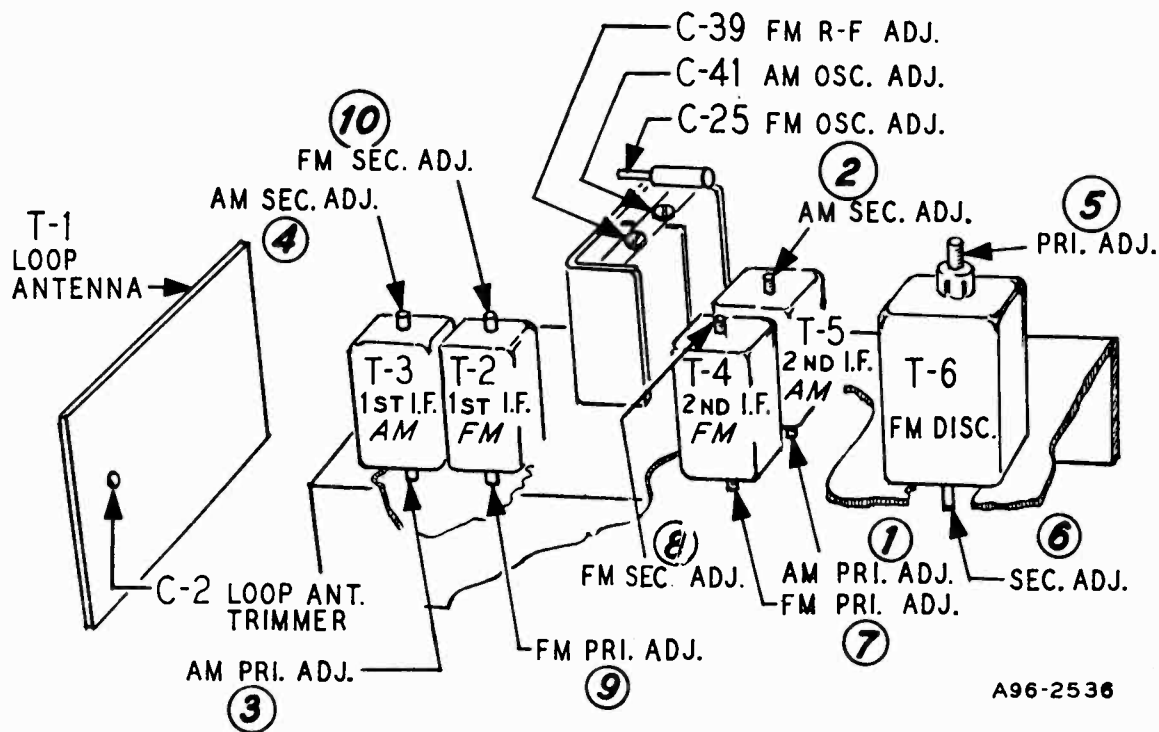 C-39 FM R-F ADJ.
C-41 AM OSC. ADJ.
C-25 FM OSC. ADJ.
10
FM SEC. ADJ.
2
AM SEC. ADJ.
AM SEC. ADJ.
4
5
PRI. ADJ.
T-1
LOOP
ANTENNA
T-3
1ST I.F.
AM
T-2
1ST I.F.
FM
T-4
2ND I.F.
FM
T-5
2ND I.F.
AM
T-6
FM DISC.
8
FM SEC. ADJ.
1
AM PRI. ADJ.
FM PRI. ADJ.
7
6
SEC. ADJ.
C-2 LOOP ANT.
TRIMMER
AM PRI. ADJ.
3
FM PRI. ADJ.
9
A96-2536